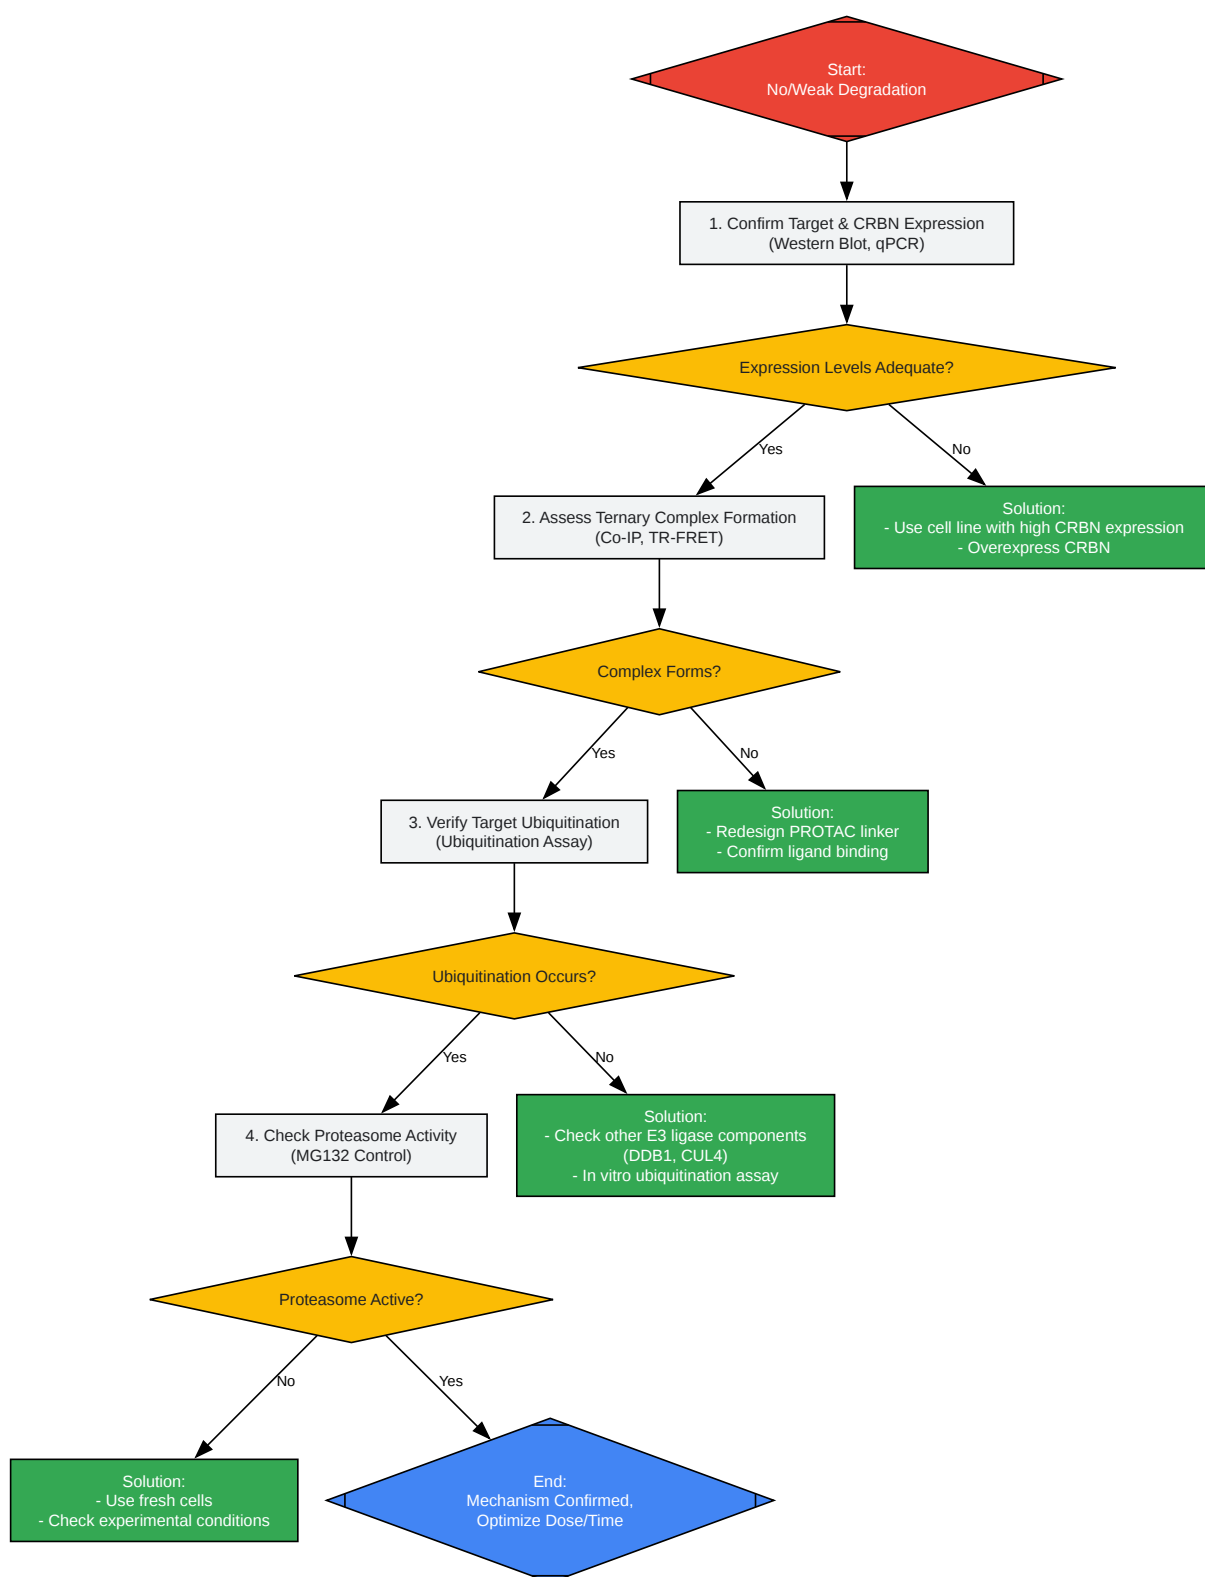 Start:
No/Weak Degradation
1. Confirm Target & CRBN Expression
(Western Blot, qPCR)
Expression Levels Adequate?
Yes
No
2. Assess Ternary Complex Formation
(Co-IP, TR-FRET)
Solution:
- Use cell line with high CRBN expression
- Overexpress CRBN
Complex Forms?
Yes
No
3. Verify Target Ubiquitination
(Ubiquitination Assay)
Solution:
- Redesign PROTAC linker
- Confirm ligand binding
Ubiquitination Occurs?
Yes
No
4. Check Proteasome Activity
(MG132 Control)
Solution:
- Check other E3 ligase components
(DDB1, CUL4)
- In vitro ubiquitination assay
Proteasome Active?
No
Yes
Solution:
- Use fresh cells
- Check experimental conditions
End:
Mechanism Confirmed,
Optimize Dose/Time